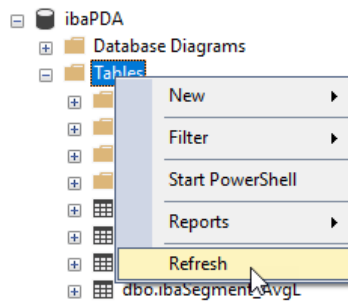 ibaPDA
Database Diagrams
Tables
New
Filter
Start PowerShell
Reports
Refresh
dbo.ibaSegment_AvgL